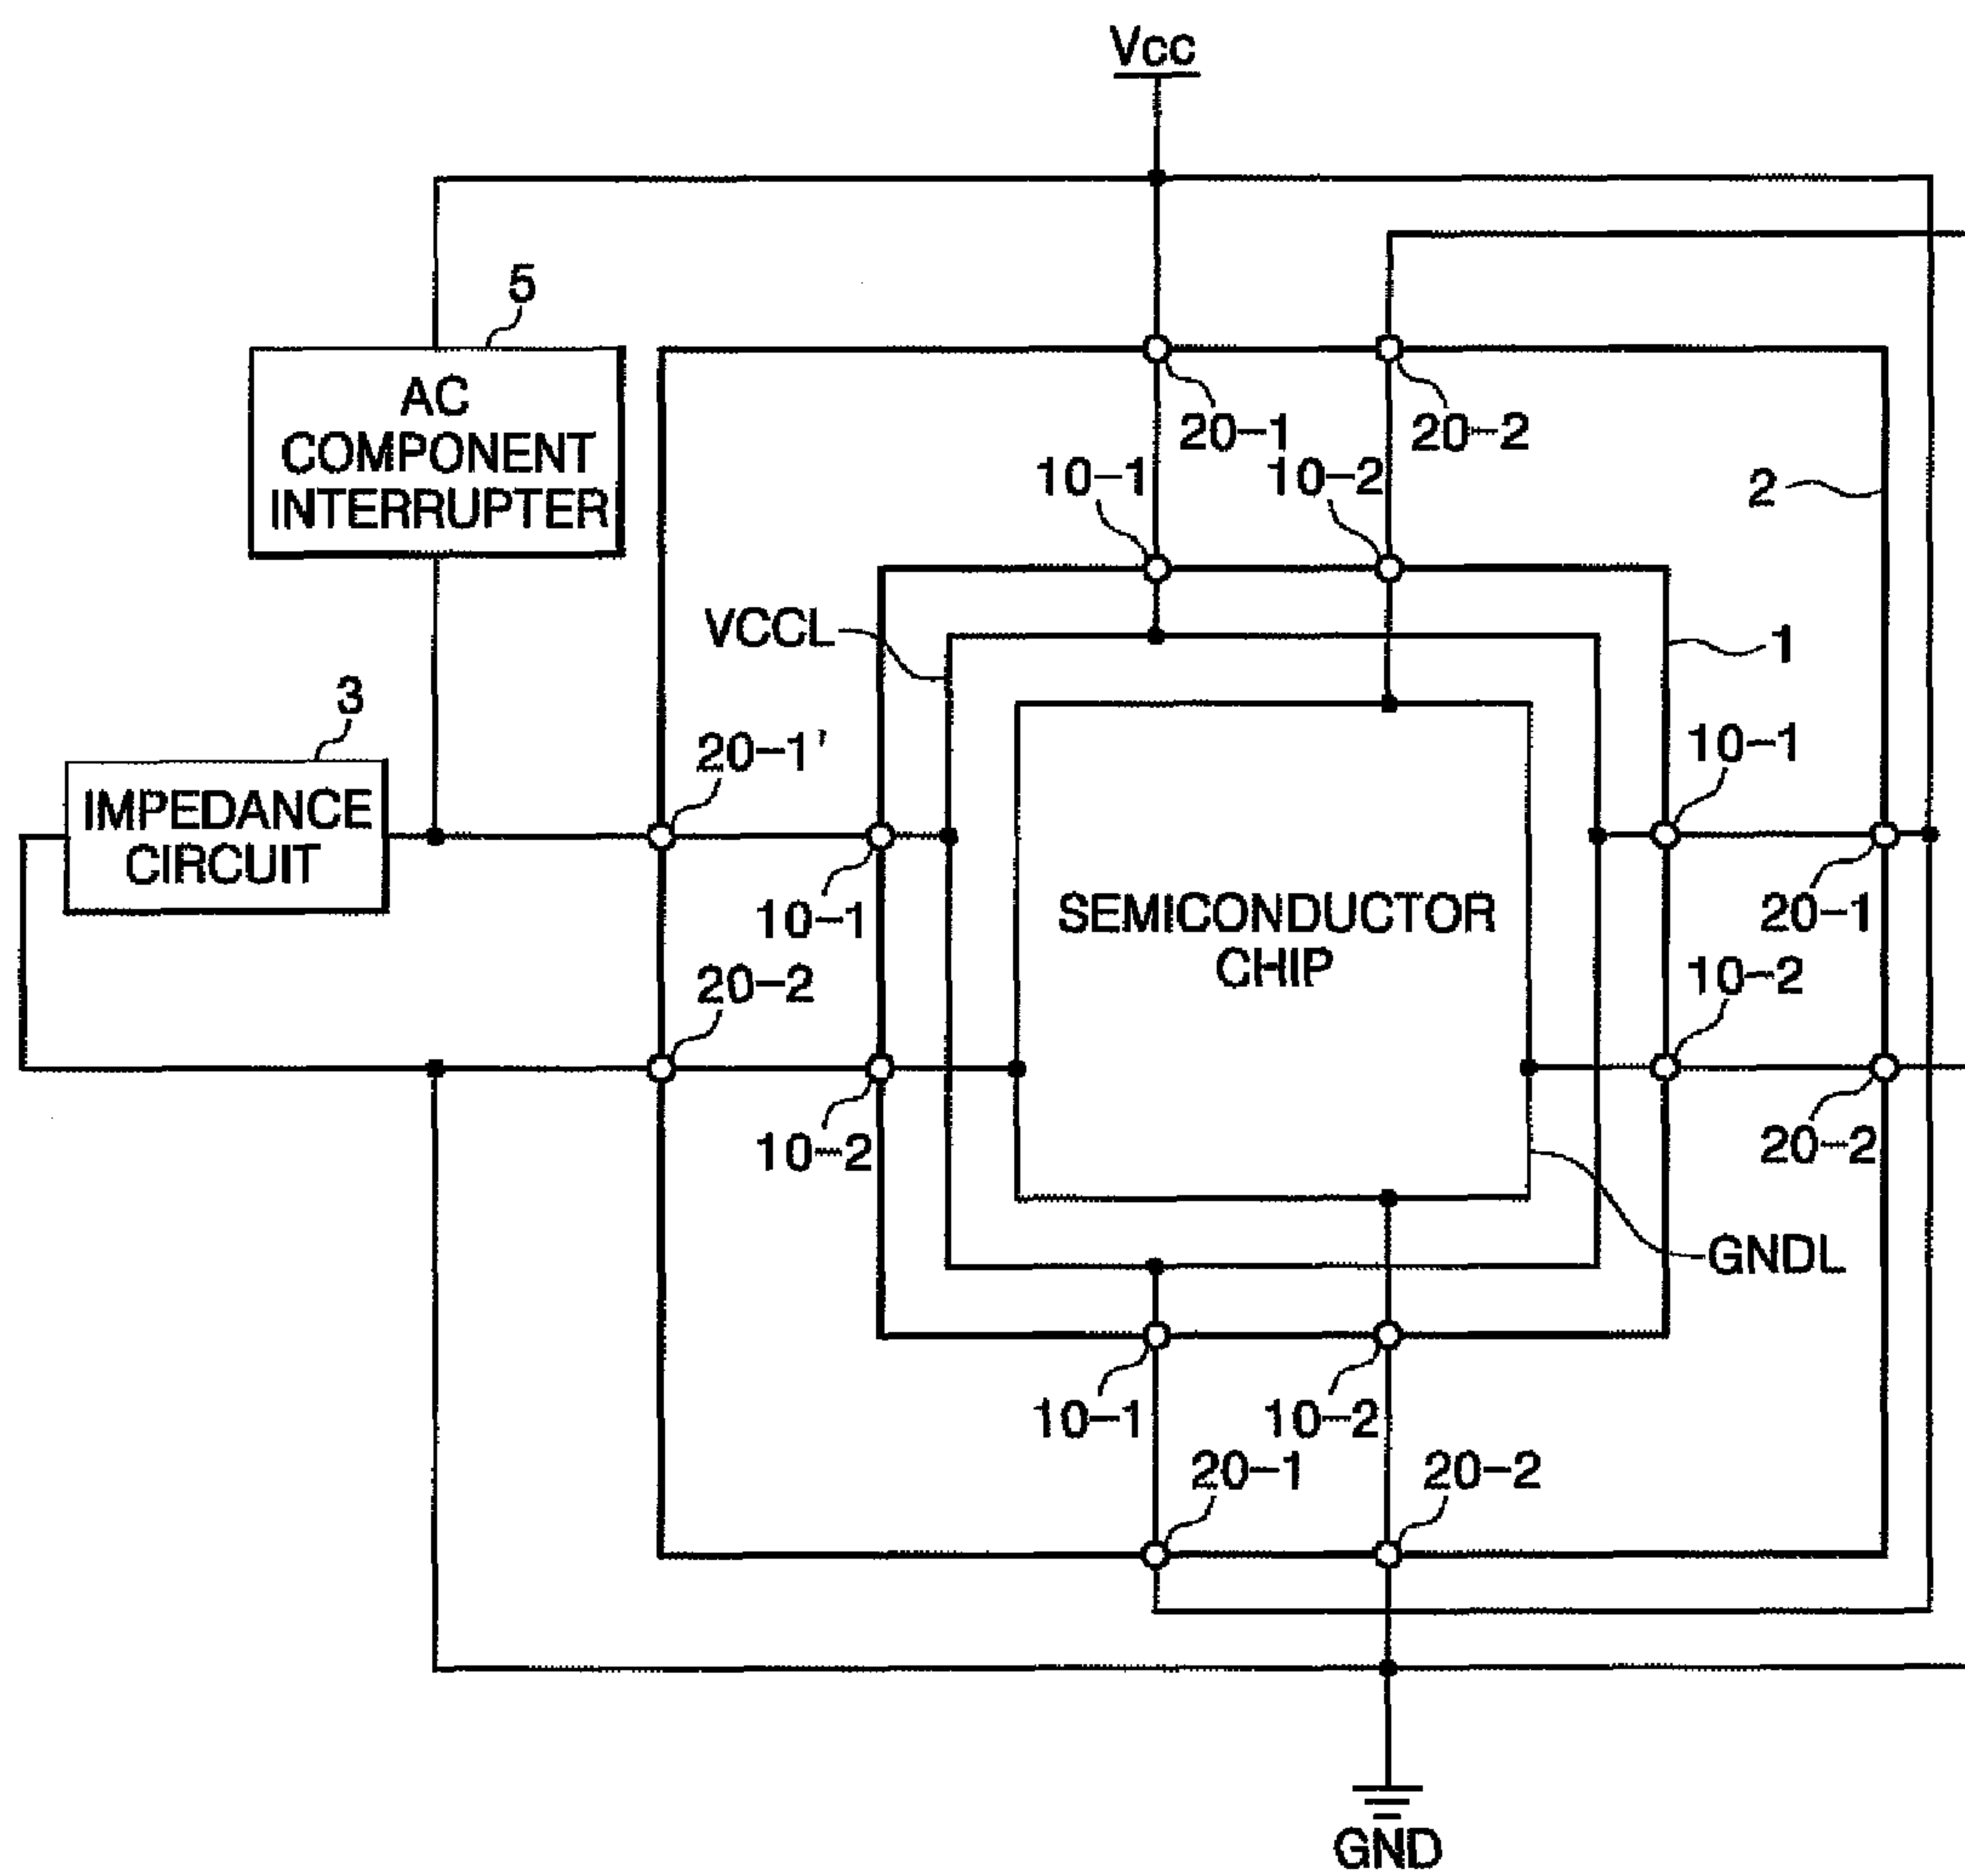 Vcc
5
AC
COMPONENT
INTERRUPTER
20-1
20-2
10-1
10-2
2
VCCL
1
3
20-1'
10-1
IMPEDANCE
CIRCUIT
10-1
SEMICONDUCTOR
CHIP
20-1
20-2
10-2
10-2
20-2
GNDL
10-1
10-2
20-1
20-2
GND